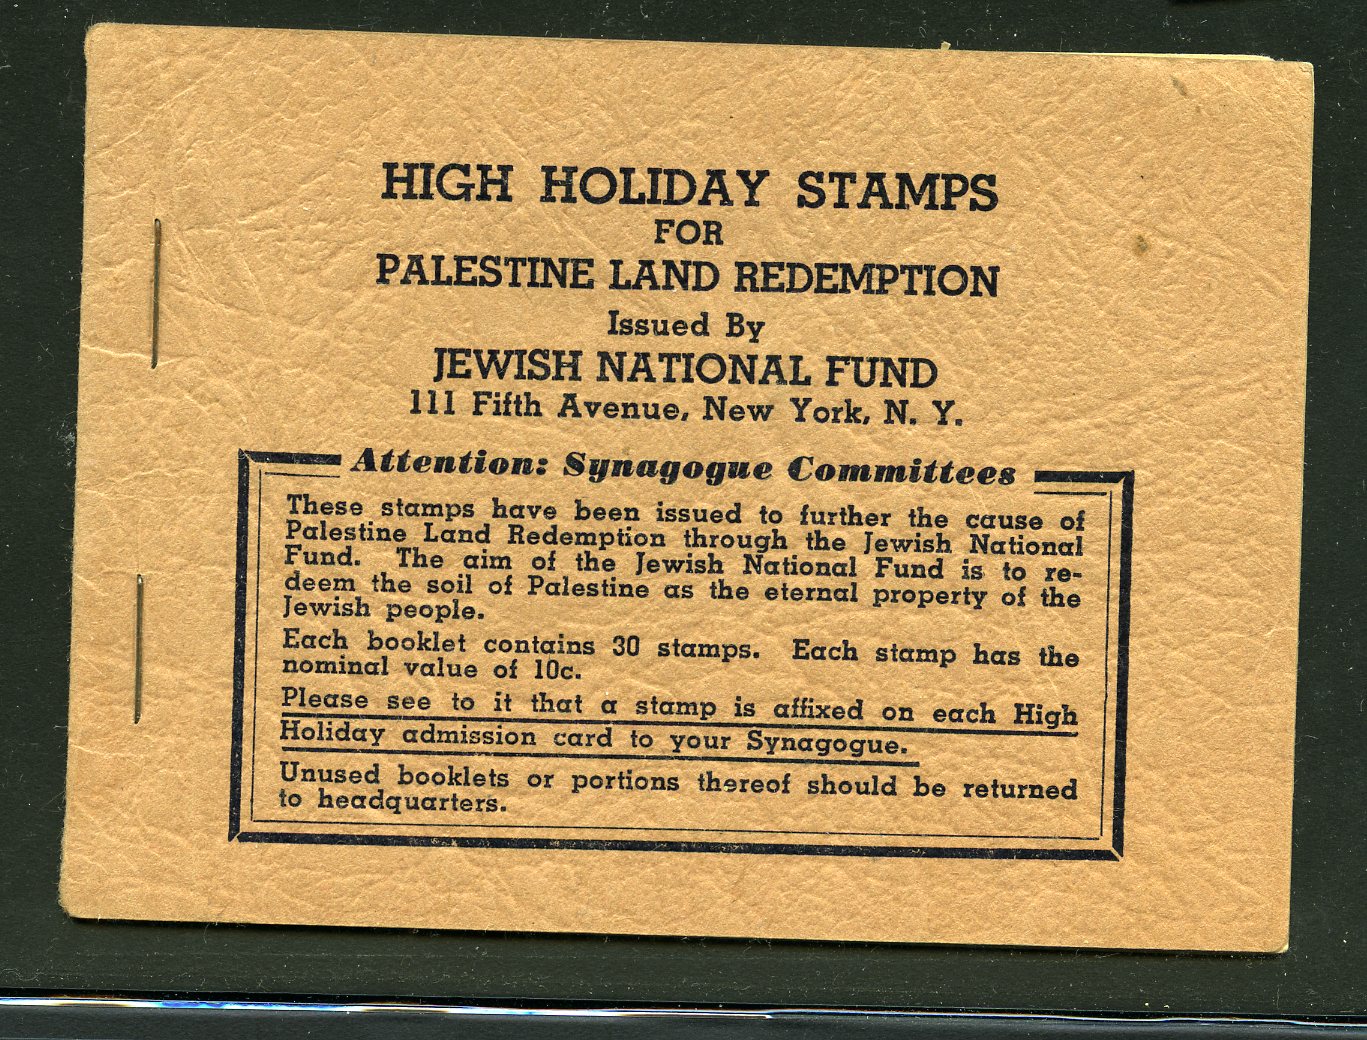 HIGH HOLIDAY STAMPS
FOR
PALESTINE LAND REDEMPTION
Issued By
JEWISH NATIONAL FUND
111 Fifth Avenue, New York, N. Y.
Attention: Synagogue Committees
These stamps have been issued to further the cause of
Palestine Land Redemption through the Jewish National
Fund. The aim of the Jewish National Fund is to re-
deem the soil of Palestine as the eternal property of the
Jewish people.
Each booklet contains 30 stamps. Each stamp has the
nominal value of 10c.
Please see to it that a stamp is affixed on each High
Holiday admission card to your Synagogue.
Unused booklets or portions thereof should be returned
to headquarters.